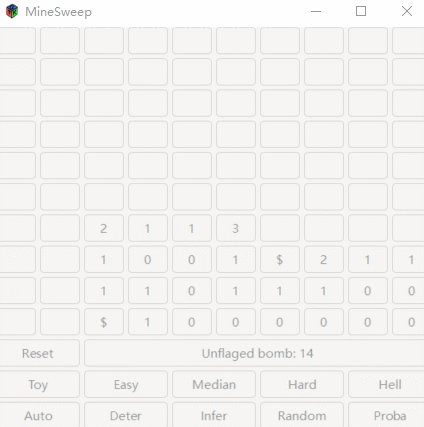 MineSweep
2 1 1 3
1 0 0 1 $ 2 1 1
1 1 0 1 1 1 0 0
$ 1 0 0 0 0 0 0
Reset Unflaged bomb: 14
Toy Easy Median Hard Hell
Auto Deter Infer Random Proba